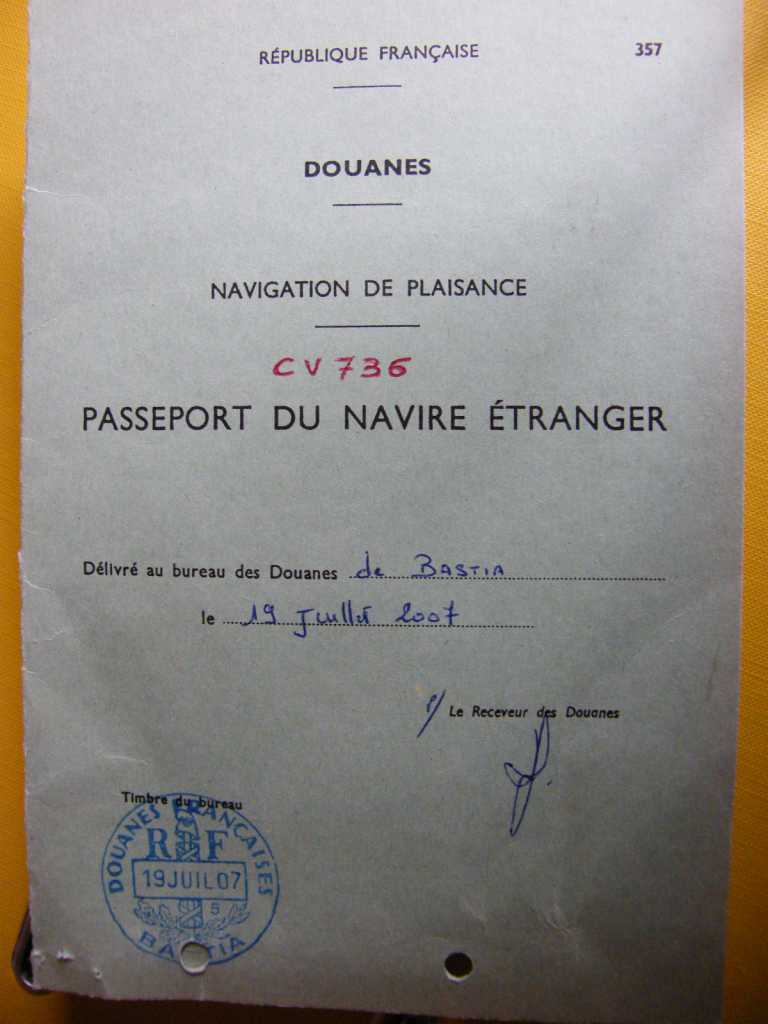 RÉPUBLIQUE FRANÇAISE 357
DOUANES
NAVIGATION DE PLAISANCE
CV 736
PASSEPORT DU NAVIRE ÉTRANGER
Délivré au bureau des Douanes de BASTIA
le 19 Juillet 2007
P/ Le Receveur des Douanes
Timbre du bureau
DOUANES FRANÇAISES
RF
19 JUIL 07
5
BASTIA